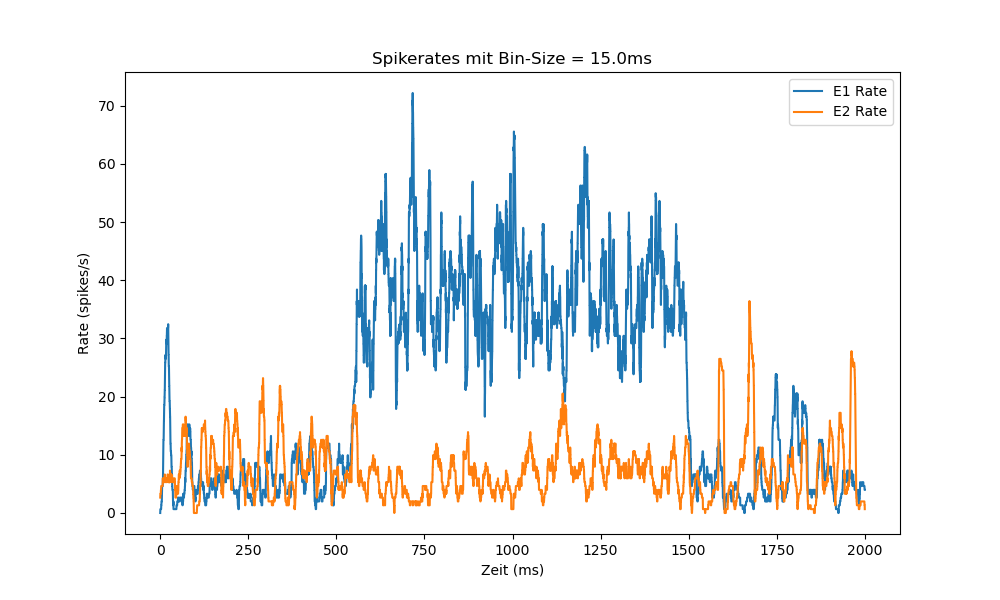 Spikerates mit Bin-Size = 15.0ms
E1 Rate
E2 Rate
Rate (spikes/s)
70
60
50
40
30
20
10
0
0 250 500 750 1000 1250 1500 1750 2000
Zeit (ms)